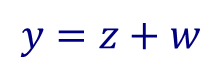 y = z + w